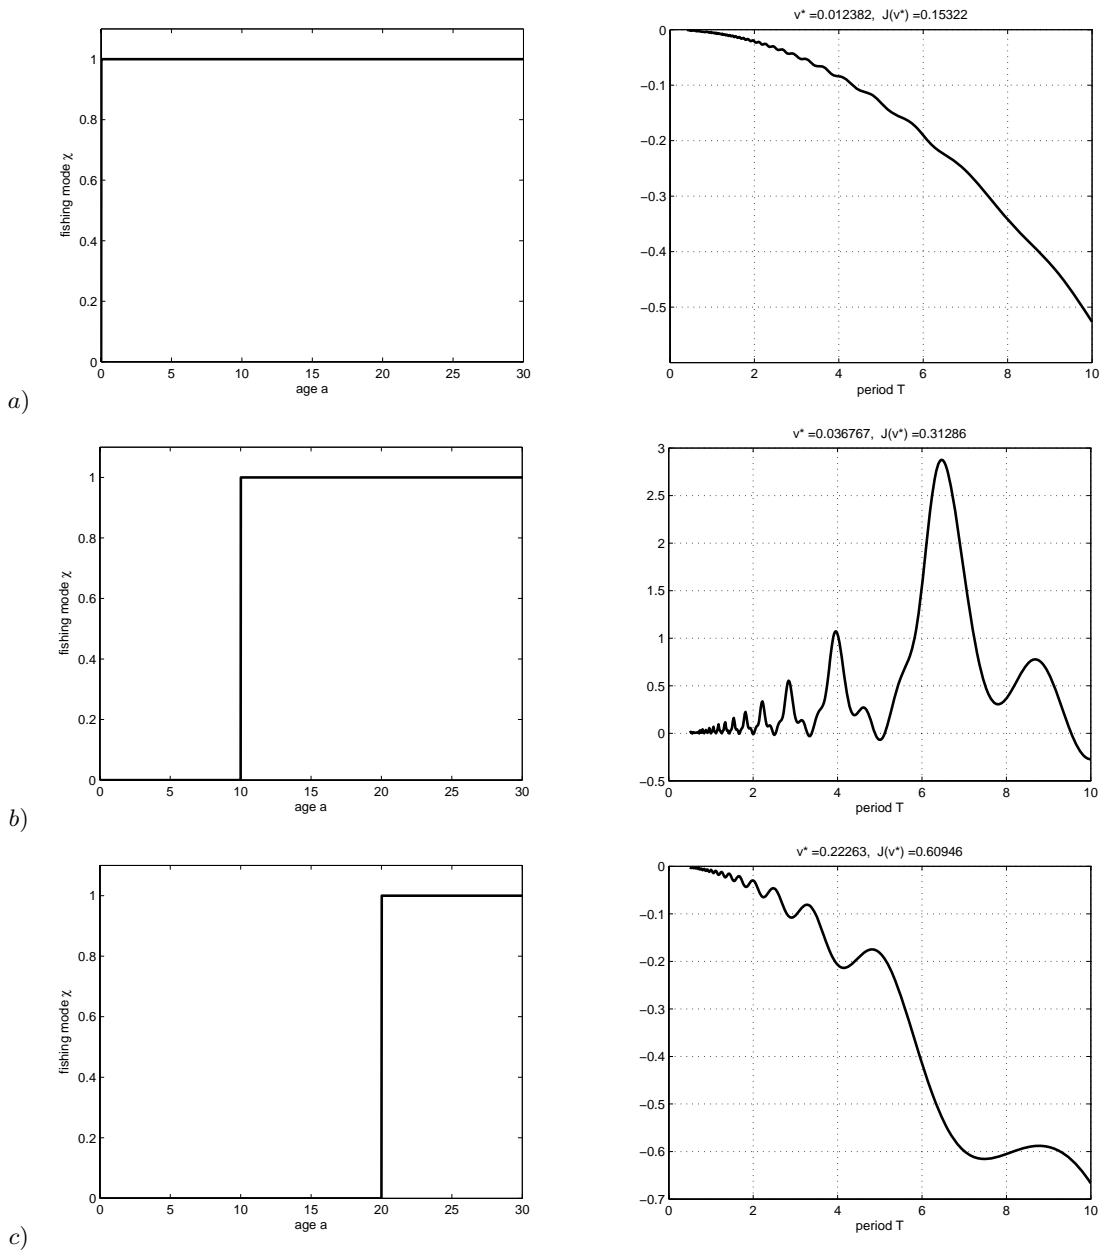 v* =0.012382, J(v*) =0.15322
1
0.8
0.6
0.4
0.2
0
fishing mode χ
0 5 10 15 20 25 30
age a
0
−0.1
−0.2
−0.3
−0.4
−0.5
0 2 4 6 8 10
period T
a)
v* =0.036767, J(v*) =0.31286
1
0.8
0.6
0.4
0.2
0
fishing mode χ
0 5 10 15 20 25 30
age a
3
2.5
2
1.5
1
0.5
0
−0.5
0 2 4 6 8 10
period T
b)
v* =0.22263, J(v*) =0.60946
1
0.8
0.6
0.4
0.2
0
fishing mode χ
0 5 10 15 20 25 30
age a
0
−0.1
−0.2
−0.3
−0.4
−0.5
−0.6
−0.7
0 2 4 6 8 10
period T
c)